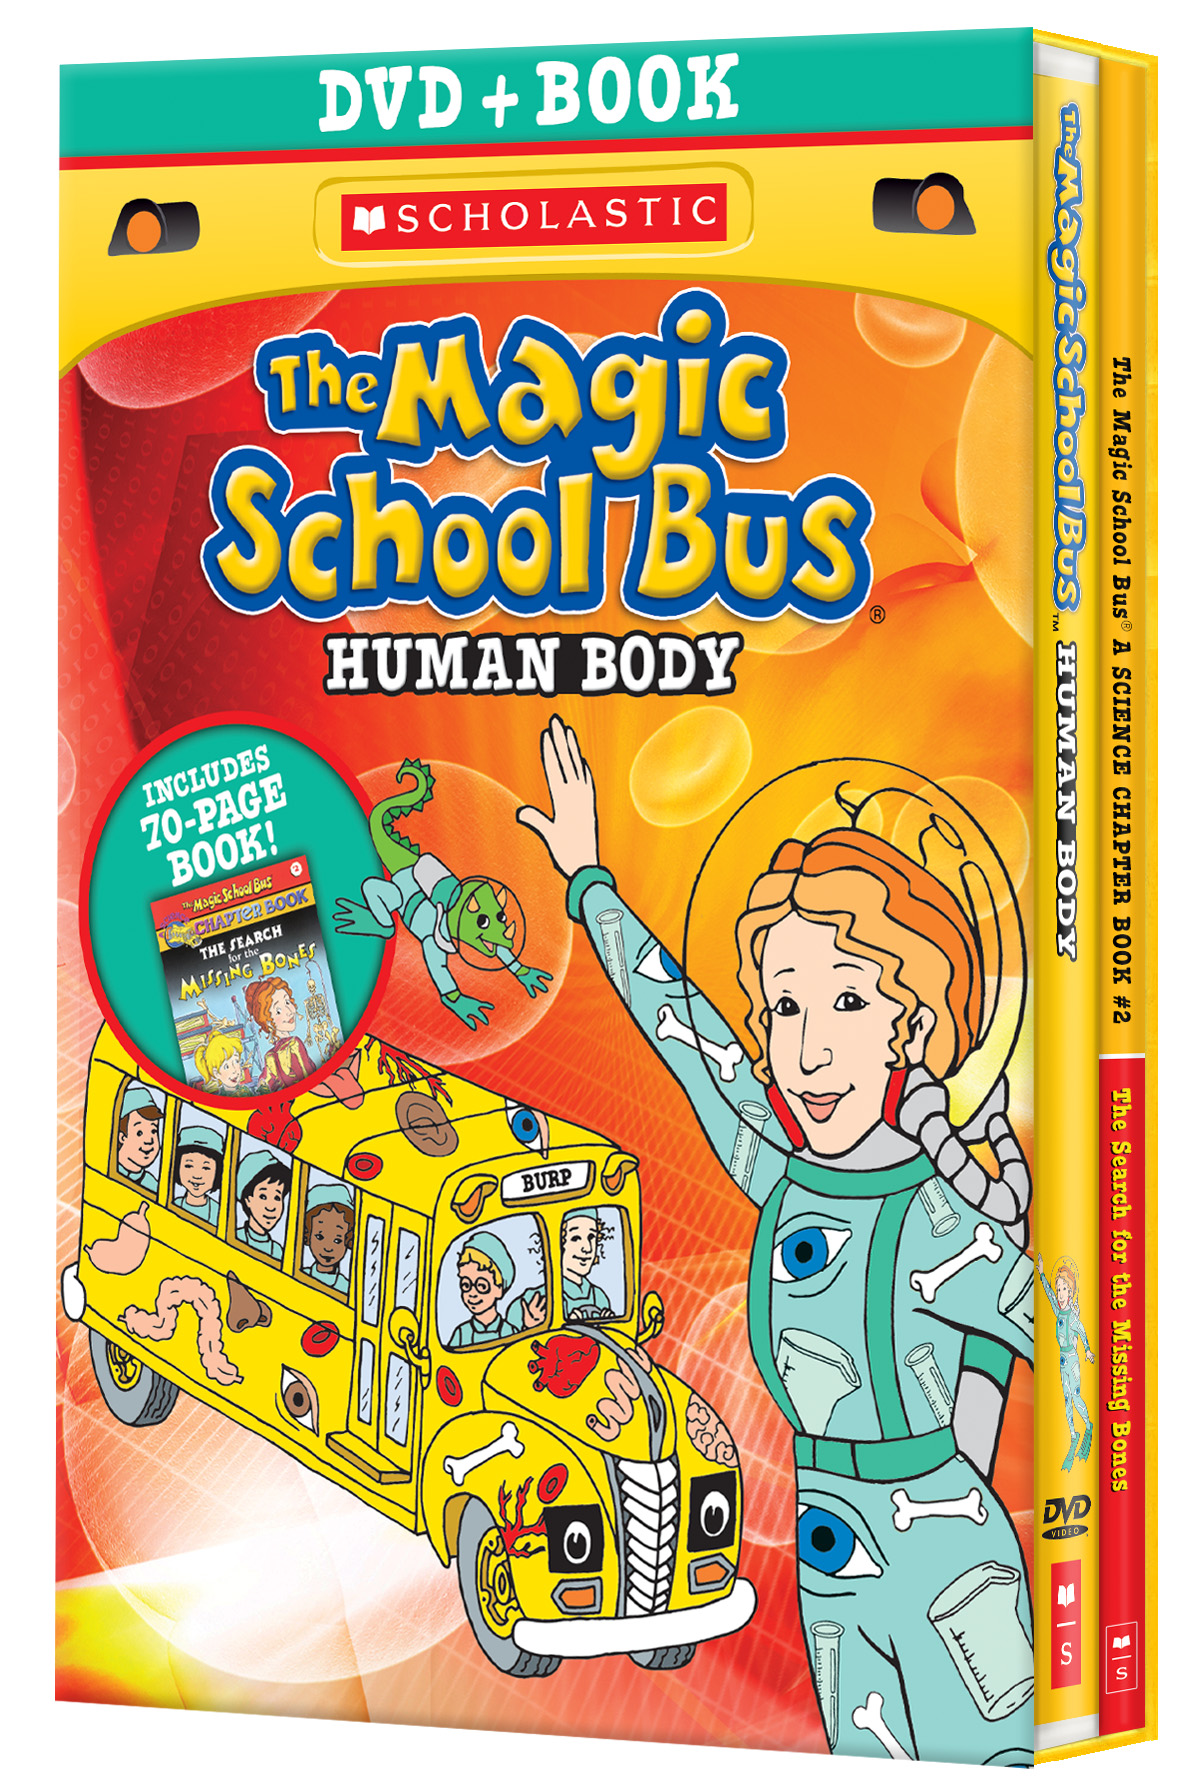 DVD + BOOK
SCHOLASTIC
The Magic
School Bus®
HUMAN BODY
INCLUDES
70-PAGE
BOOK!
2
The Magic School Bus
CHAPTER BOOK
THE SEARCH
for the
MISSING BONES
BURP
The Magic School Bus™ HUMAN BODY
DVD
VIDEO
S
The Magic School Bus® A SCIENCE CHAPTER BOOK #2
The Search for the Missing Bones
S